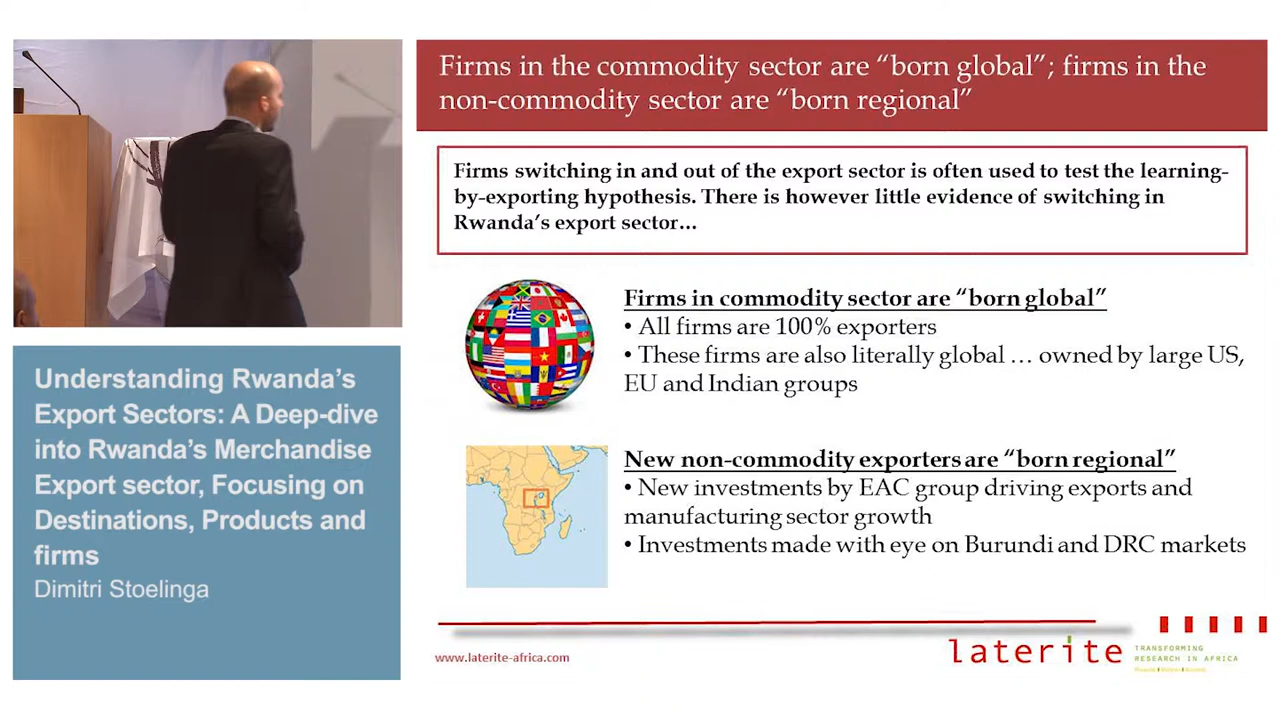 Firms in the commodity sector are “born global”; firms in the
non-commodity sector are “born regional”
Firms switching in and out of the export sector is often used to test the learning-
by-exporting hypothesis. There is however little evidence of switching in
Rwanda’s export sector…
Firms in commodity sector are “born global”
• All firms are 100% exporters
• These firms are also literally global … owned by large US,
EU and Indian groups
New non-commodity exporters are “born regional”
• New investments by EAC group driving exports and
manufacturing sector growth
• Investments made with eye on Burundi and DRC markets
www.laterite-africa.com
laterite
TRANSFORMING
RESEARCH IN AFRICA
Understanding Rwanda’s
Export Sectors: A Deep-dive
into Rwanda’s Merchandise
Export sector, Focusing on
Destinations, Products and
firms
Dimitri Stoelinga